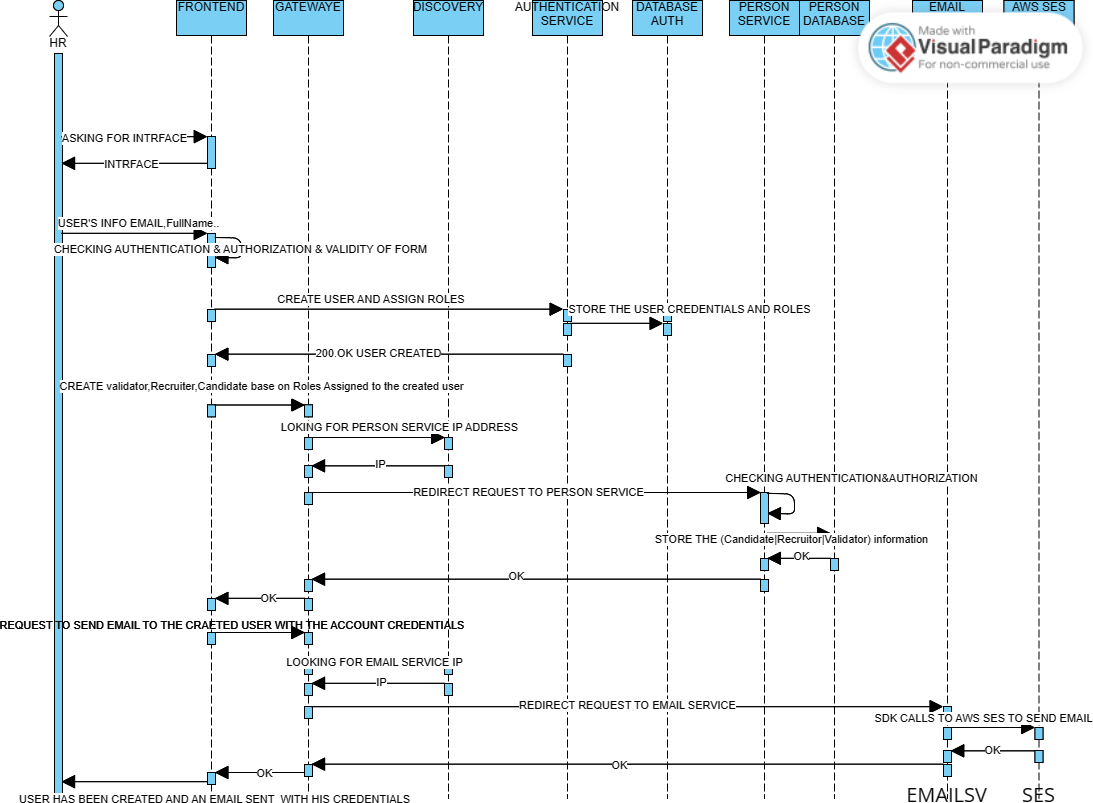 FRONTEND
GATEWAYE
DISCOVERY
AUTHENTICATION
SERVICE
DATABASE
AUTH
PERSON
SERVICE
PERSON
DATABASE
EMAIL
AWS SES
Made with
Visual Paradigm
For non-commercial use
HR
ASKING FOR INTRFACE
INTRFACE
USER'S INFO EMAIL,FullName..
CHECKING AUTHENTICATION & AUTHORIZATION & VALIDITY OF FORM
CREATE USER AND ASSIGN ROLES
STORE THE USER CREDENTIALS AND ROLES
200.OK USER CREATED
CREATE validator,Recruiter,Candidate base on Roles Assigned to the created user
LOKING FOR PERSON SERVICE IP ADDRESS
IP
CHECKING AUTHENTICATION&AUTHORIZATION
REDIRECT REQUEST TO PERSON SERVICE
STORE THE (Candidate|Recruitor|Validator) information
OK
OK
OK
REQUEST TO SEND EMAIL TO THE CRAETED USER WITH THE ACCOUNT CREDENTIALS
LOOKING FOR EMAIL SERVICE IP
IP
REDIRECT REQUEST TO EMAIL SERVICE
SDK CALLS TO AWS SES TO SEND EMAIL
OK
OK
OK
USER HAS BEEN CREATED AND AN EMAIL SENT WITH HIS CREDENTIALS
EMAILSV
SES